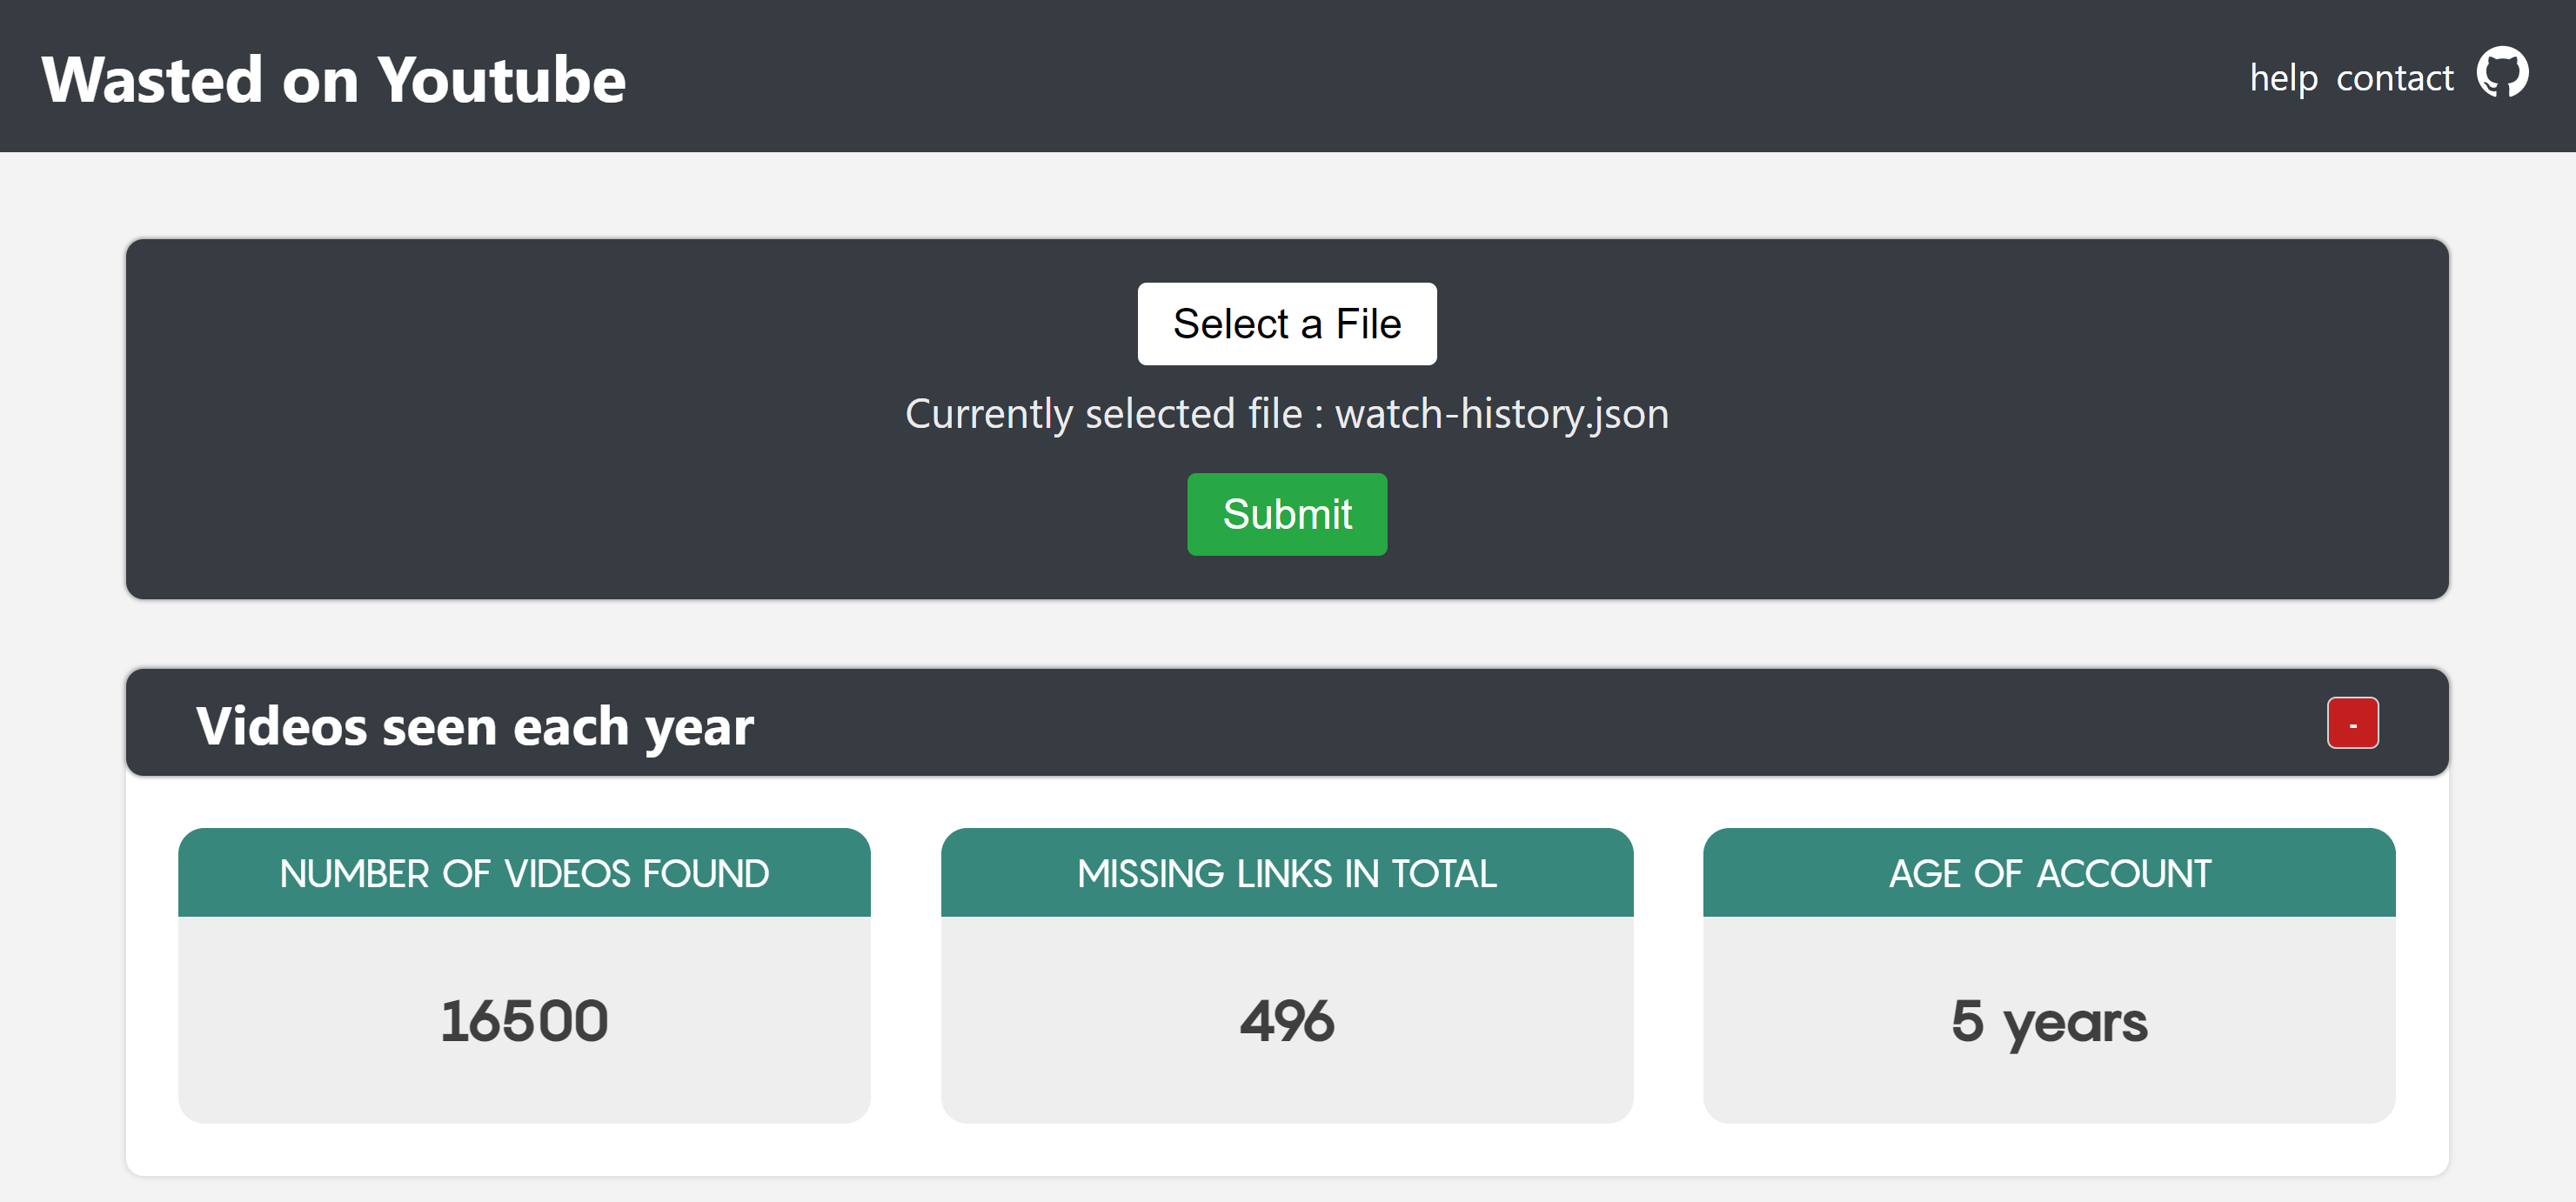 Wasted on Youtube
help contact
Select a File
Currently selected file : watch-history.json
Submit
Videos seen each year
-
NUMBER OF VIDEOS FOUND
16500
MISSING LINKS IN TOTAL
496
AGE OF ACCOUNT
5 years